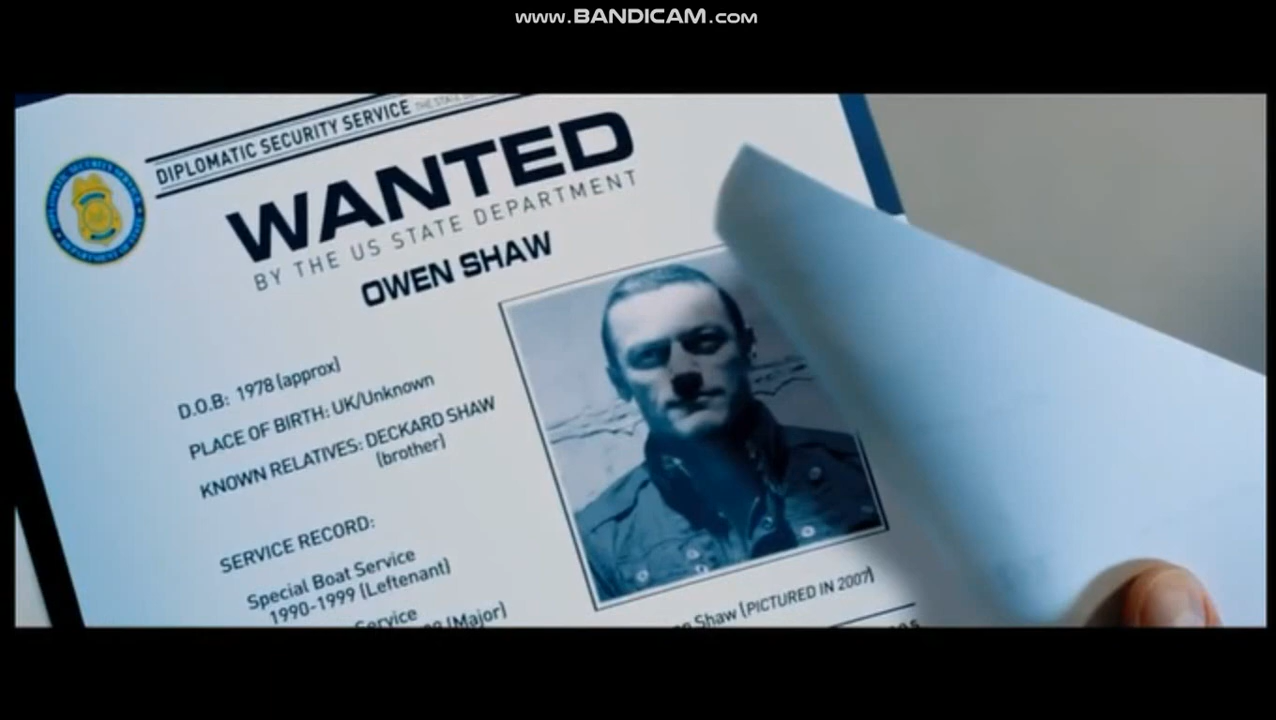 www.BANDICAM.com
DIPLOMATIC SECURITY SERVICE
WANTED
BY THE US STATE DEPARTMENT
OWEN SHAW
D.O.B: 1978 (approx)
PLACE OF BIRTH: UK/Unknown
KNOWN RELATIVES: DECKARD SHAW
(brother)
SERVICE RECORD:
Special Boat Service
1990-1999 (Leftenant)
Service
(Major)
Shaw (PICTURED IN 2007)